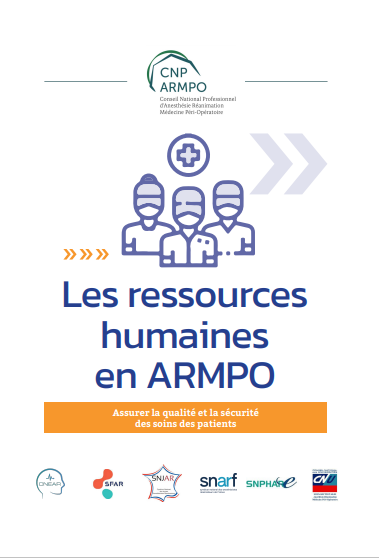 CNP
ARMPO
Conseil National Professionnel
d'Anesthésie Réanimation
Médecine Péri-Opératoire
Les ressources
humaines
en ARMPO
Assurer la qualité et la sécurité
des soins des patients
CNEAR
SFAR
SNJAR
snarf
SNPHARe
CNU